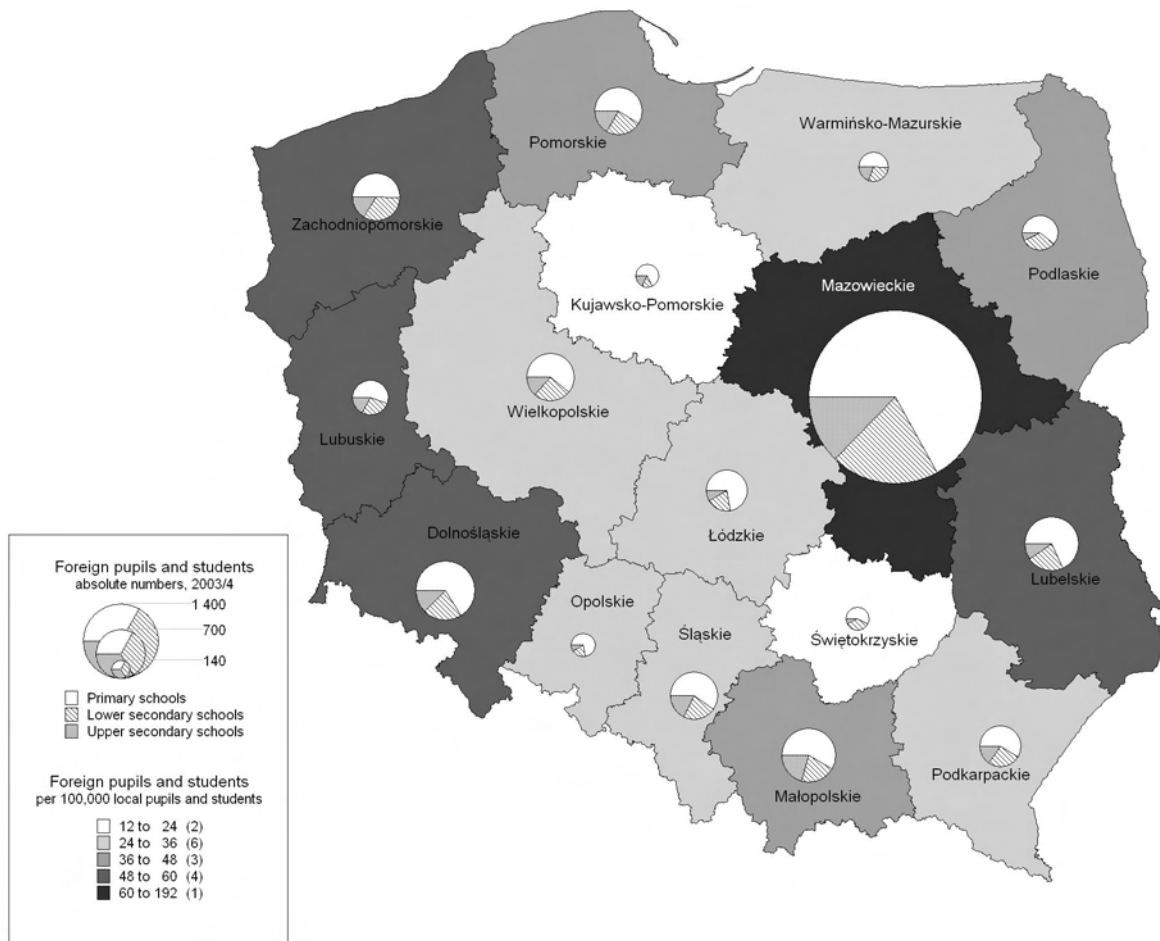 Pomorskie
Warmińsko-Mazurskie
Zachodniopomorskie
Podlaskie
Mazowieckie
Kujawsko-Pomorskie
Wielkopolskie
Lubuskie
Dolnośląskie
Łódzkie
Lubelskie
Opolskie
Śląskie
Świętokrzyskie
Podkarpackie
Małopolskie
Foreign pupils and students
absolute numbers, 2003/4
1 400
700
140
Primary schools
Lower secondary schools
Upper secondary schools
Foreign pupils and students
per 100,000 local pupils and students
12 to 24 (2)
24 to 36 (6)
36 to 48 (3)
48 to 60 (4)
60 to 192 (1)